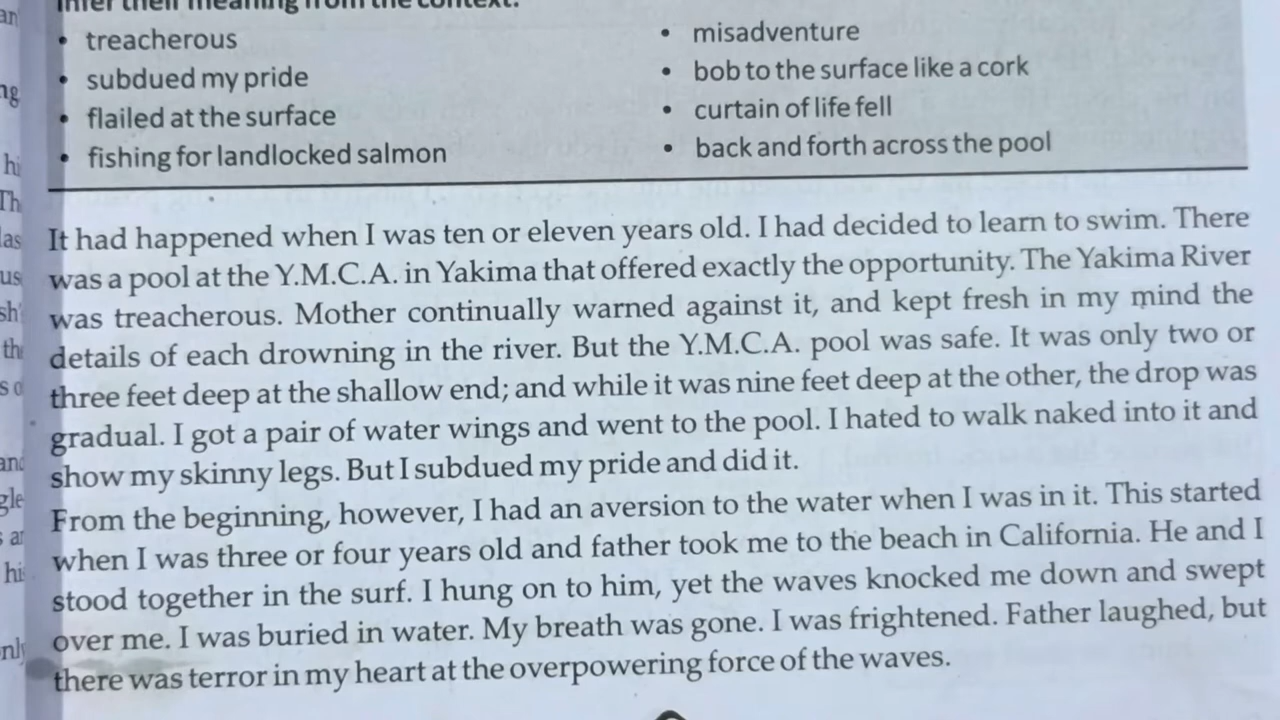 Infer their meaning from the context.
• treacherous
• subdued my pride
• flailed at the surface
• fishing for landlocked salmon
• misadventure
• bob to the surface like a cork
• curtain of life fell
• back and forth across the pool
It had happened when I was ten or eleven years old. I had decided to learn to swim. There
was a pool at the Y.M.C.A. in Yakima that offered exactly the opportunity. The Yakima River
was treacherous. Mother continually warned against it, and kept fresh in my mind the
details of each drowning in the river. But the Y.M.C.A. pool was safe. It was only two or
three feet deep at the shallow end; and while it was nine feet deep at the other, the drop was
gradual. I got a pair of water wings and went to the pool. I hated to walk naked into it and
show my skinny legs. But I subdued my pride and did it.
From the beginning, however, I had an aversion to the water when I was in it. This started
when I was three or four years old and father took me to the beach in California. He and I
stood together in the surf. I hung on to him, yet the waves knocked me down and swept
over me. I was buried in water. My breath was gone. I was frightened. Father laughed, but
there was terror in my heart at the overpowering force of the waves.